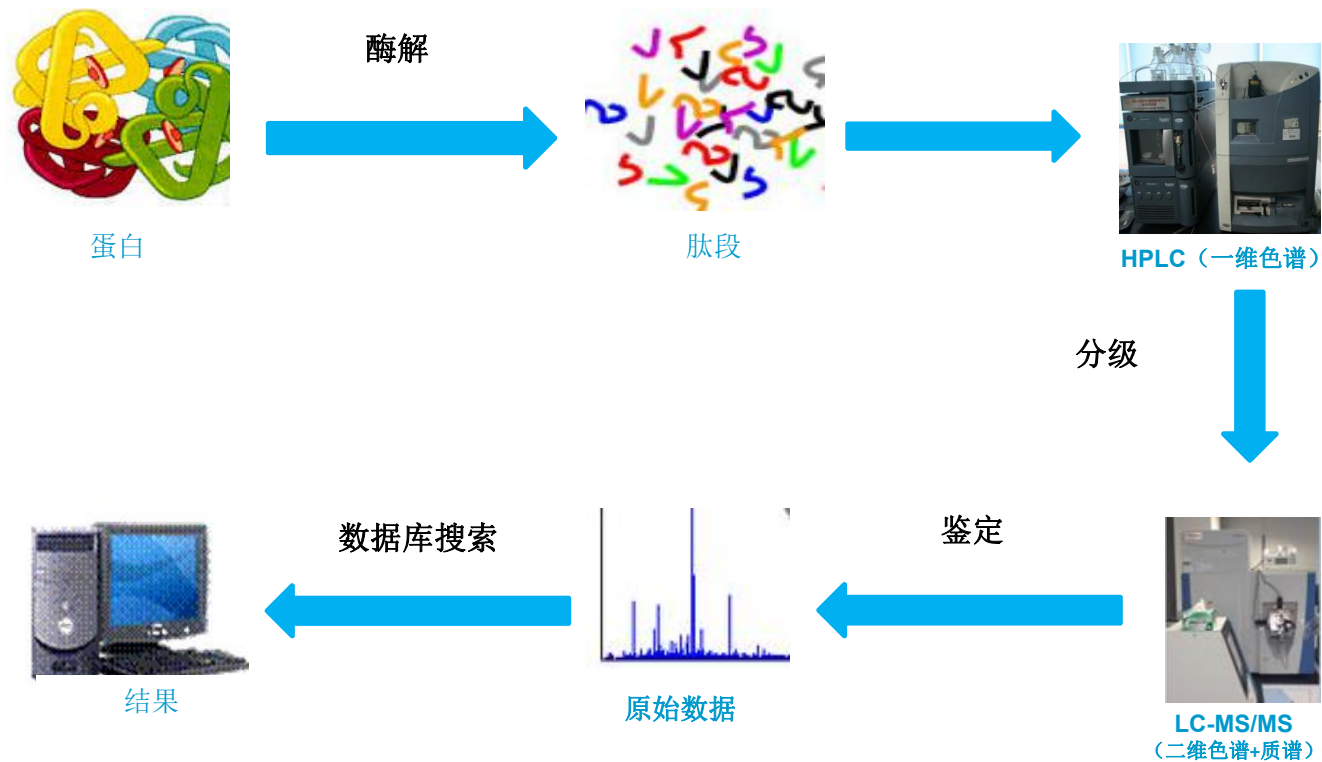 酶解
蛋白
肽段
HPLC（一维色谱）
分级
鉴定
数据库搜索
LC-MS/MS
（二维色谱+质谱）
原始数据
结果